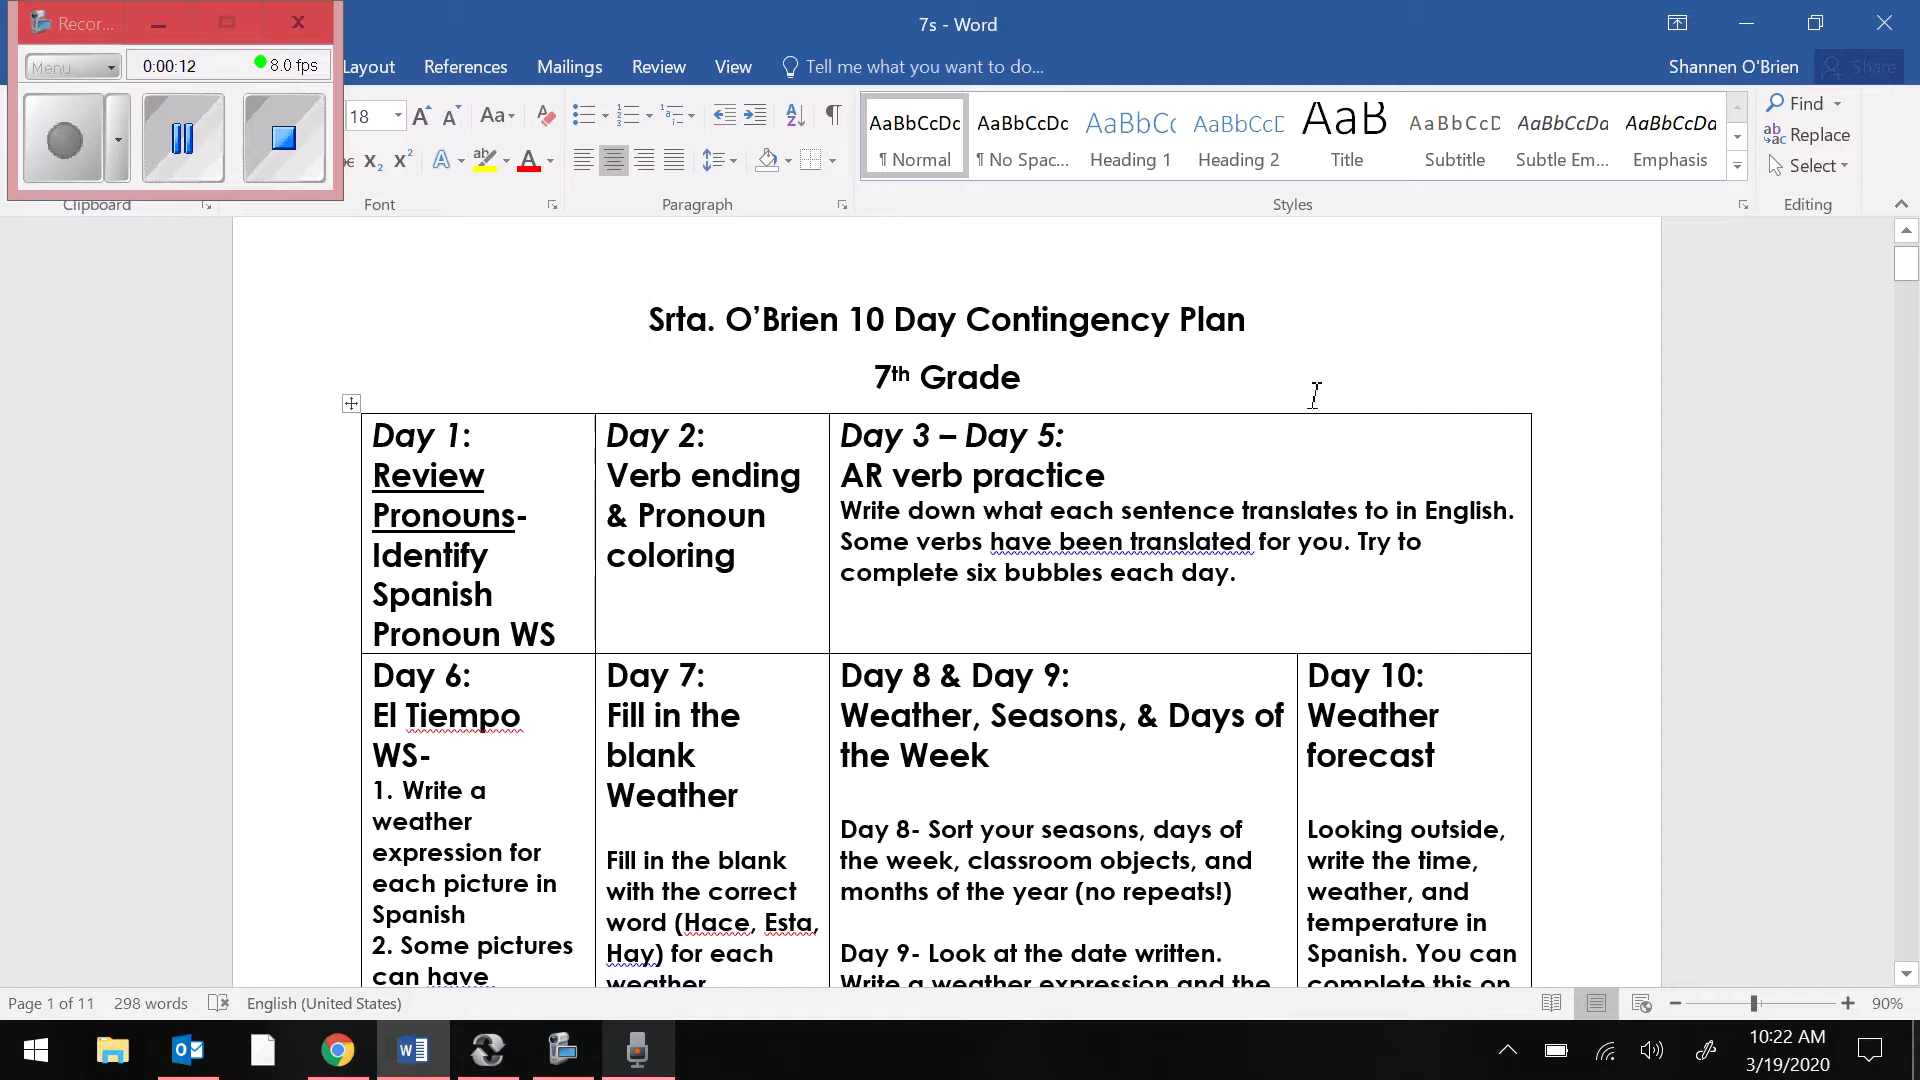 Recor...
7s - Word
Menu
0:00:12
8.0 fps
Layout
References
Mailings
Review
View
Tell me what you want to do...
Shannen O'Brien
Share
18
Aa
AaBbCcDc
AaBbCcDc
AaBbCc
AaBbCcD
AaB
AaBbCcD
AaBbCcDa
AaBbCcDa
¶ Normal
¶ No Spac...
Heading 1
Heading 2
Title
Subtitle
Subtle Em...
Emphasis
Find
Replace
Select
Clipboard
Font
Paragraph
Styles
Editing
Srta. O’Brien 10 Day Contingency Plan
7th Grade
Day 1:
Review
Pronouns-
Identify
Spanish
Pronoun WS
Day 2:
Verb ending
& Pronoun
coloring
Day 3 – Day 5:
AR verb practice
Write down what each sentence translates to in English.
Some verbs have been translated for you. Try to
complete six bubbles each day.
Day 6:
El Tiempo
WS-
1. Write a
weather
expression for
each picture in
Spanish
2. Some pictures
can have
Day 7:
Fill in the
blank
Weather
Fill in the blank
with the correct
word (Hace, Esta,
Hay) for each
weather
Day 8 & Day 9:
Weather, Seasons, & Days of
the Week
Day 8- Sort your seasons, days of
the week, classroom objects, and
months of the year (no repeats!)
Day 9- Look at the date written.
Write a weather expression and the
Day 10:
Weather
forecast
Looking outside,
write the time,
weather, and
temperature in
Spanish. You can
complete this on
Page 1 of 11
298 words
English (United States)
90%
10:22 AM
3/19/2020